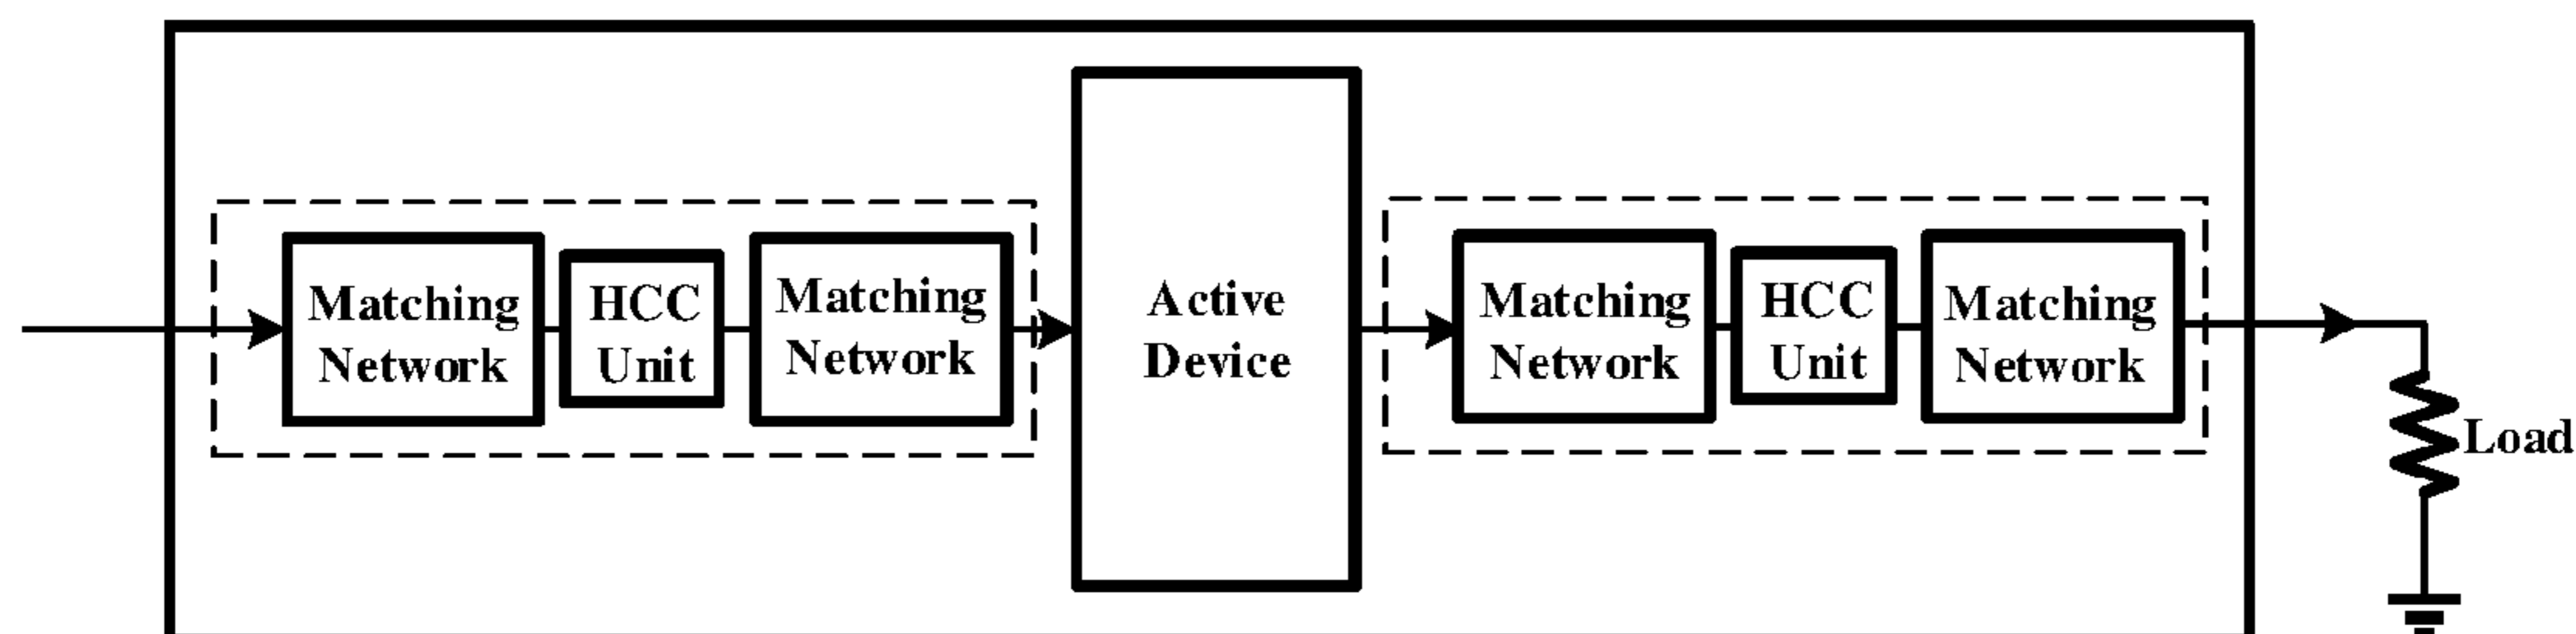 Matching
Network
HCC
Unit
Matching
Network
Active
Device
Matching
Network
HCC
Unit
Matching
Network
Load